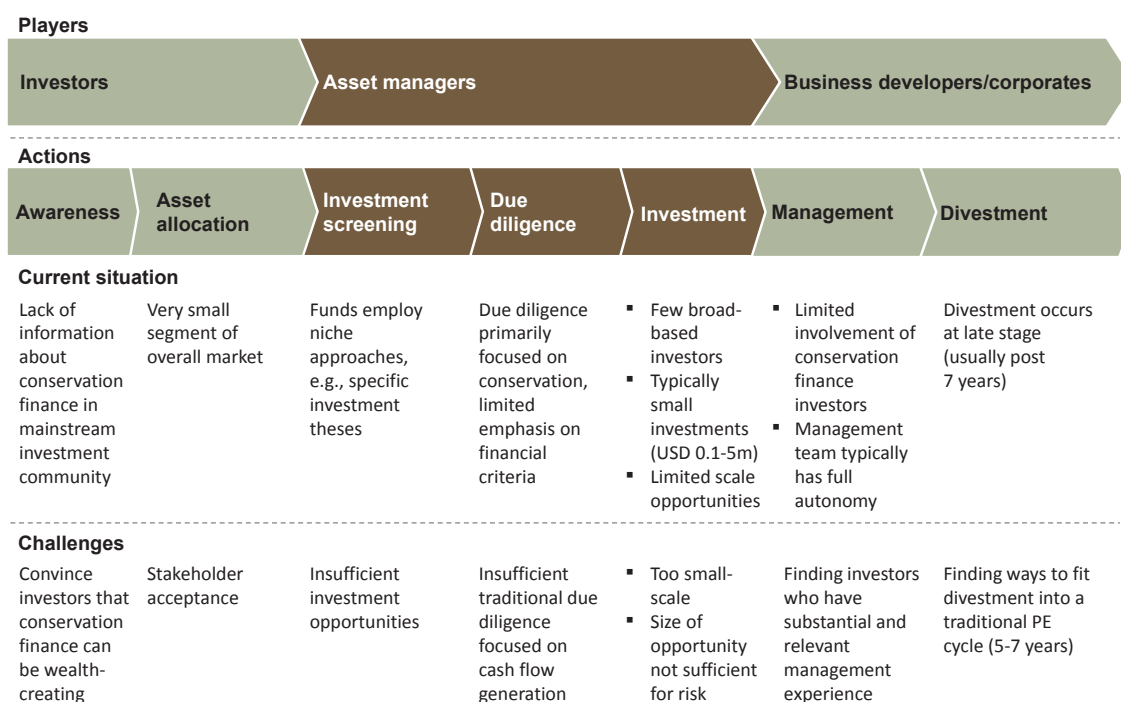 Players
Investors
Asset managers
Business developers/corporates
Actions
Awareness
Asset
allocation
Investment
screening
Due
diligence
Investment
Management
Divestment
Current situation
Lack of
information
about
conservation
finance in
mainstream
investment
community
Very small
segment of
overall market
Funds employ
niche
approaches,
e.g., specific
investment
theses
Due diligence
primarily
focused on
conservation,
limited
emphasis on
financial
criteria
▪ Few broad-
based
investors
▪ Typically
small
investments
(USD 0.1-5m)
▪ Limited scale
opportunities
▪ Limited
involvement of
conservation
finance
investors
▪ Management
team typically
has full
autonomy
Divestment occurs
at late stage
(usually post
7 years)
Challenges
Convince
investors that
conservation
finance can
be wealth-
creating
Stakeholder
acceptance
Insufficient
investment
opportunities
Insufficient
traditional due
diligence
focused on
cash flow
generation
▪ Too small-
scale
▪ Size of
opportunity
not sufficient
for risk
Finding investors
who have
substantial and
relevant
management
experience
Finding ways to fit
divestment into a
traditional PE
cycle (5-7 years)